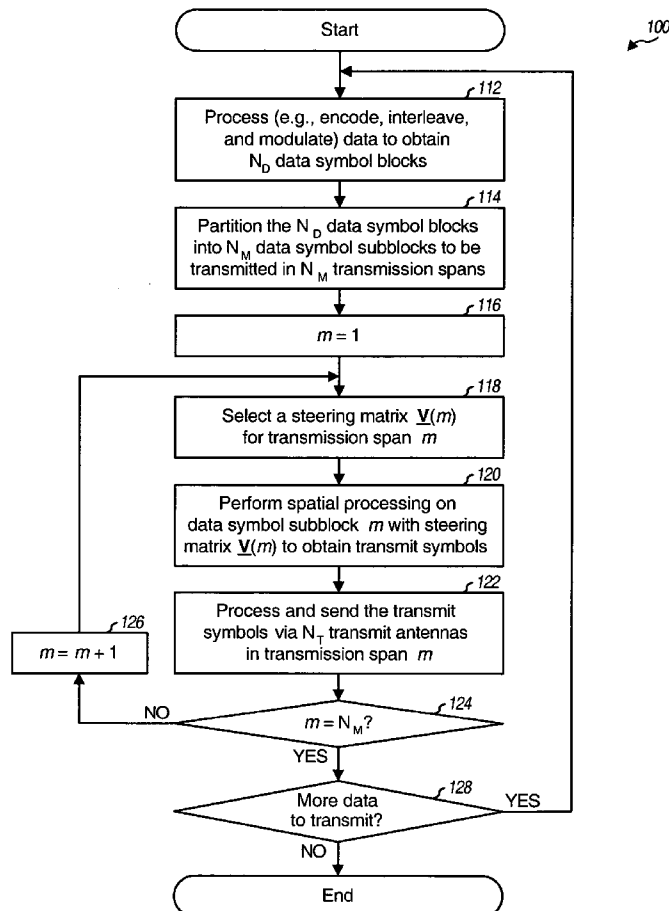 Start
100
112
Process (e.g., encode, interleave,
and modulate) data to obtain
N_D data symbol blocks
114
Partition the N_D data symbol blocks
into N_M data symbol subblocks to be
transmitted in N_M transmission spans
116
m = 1
118
Select a steering matrix V(m)
for transmission span m
120
Perform spatial processing on
data symbol subblock m with steering
matrix V(m) to obtain transmit symbols
122
Process and send the transmit
symbols via N_T transmit antennas
in transmission span m
126
m = m + 1
124
m = N_M?
NO
YES
128
More data
to transmit?
YES
NO
End